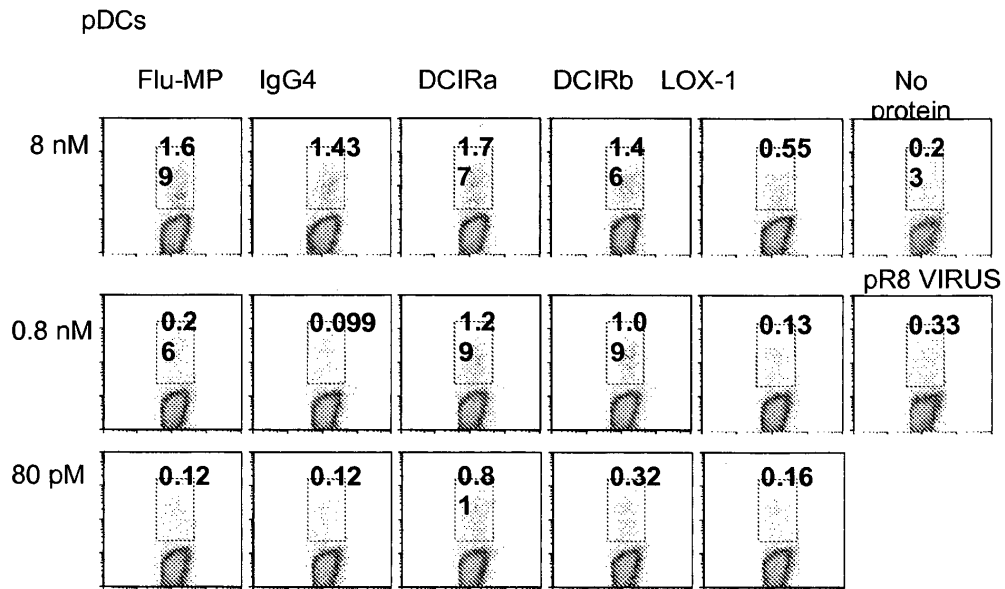 pDCs
Flu-MP IgG4 DCIRa DCIRb LOX-1 No
protein
8 nM 1.6 1.43 1.7 1.4 0.55 0.2
9 7 6 3
pR8 VIRUS
0.8 nM 0.2 0.099 1.2 1.0 0.13 0.33
6 9 9
80 pM 0.12 0.12 0.8 0.32 0.16
1